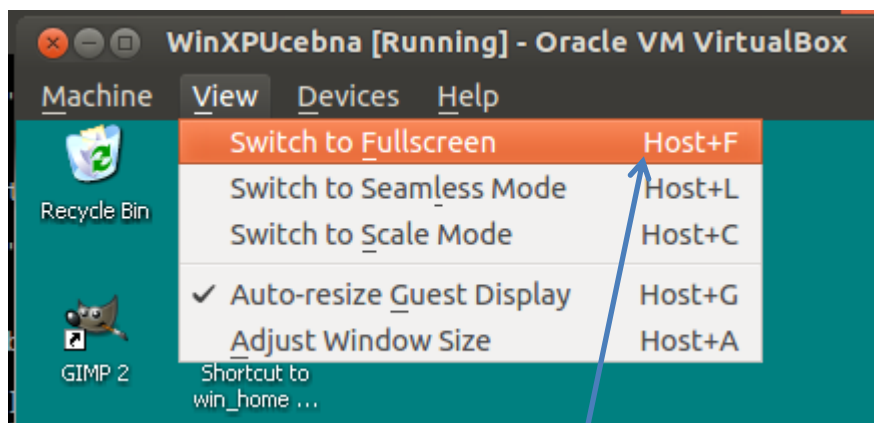 WinXPUcebna [Running] - Oracle VM VirtualBox
Machine View Devices Help
Switch to Fullscreen Host+F
Switch to Seamless Mode Host+L
Switch to Scale Mode Host+C
✓ Auto-resize Guest Display Host+G
Adjust Window Size Host+A
Recycle Bin
GIMP 2
Shortcut to
win_home ...